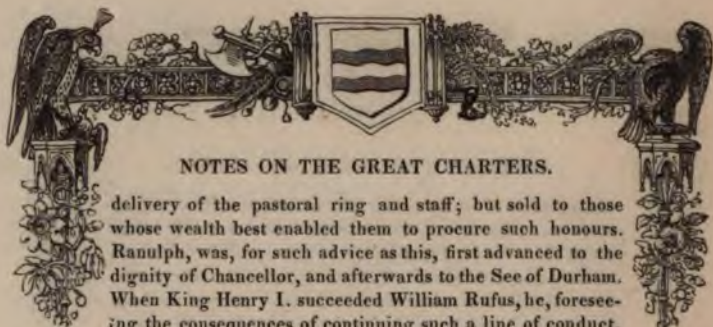 NOTES ON THE GREAT CHARTERS.
delivery of the pastoral ring and staff; but sold to those
whose wealth best enabled them to procure such honours.
Ranulph, was, for such advice as this, first advanced to the
dignity of Chancellor, and afterwards to the See of Durham.
When King Henry I. succeeded William Rufus, he, foresee-
ing the consequences of continuing such a line of conduct,